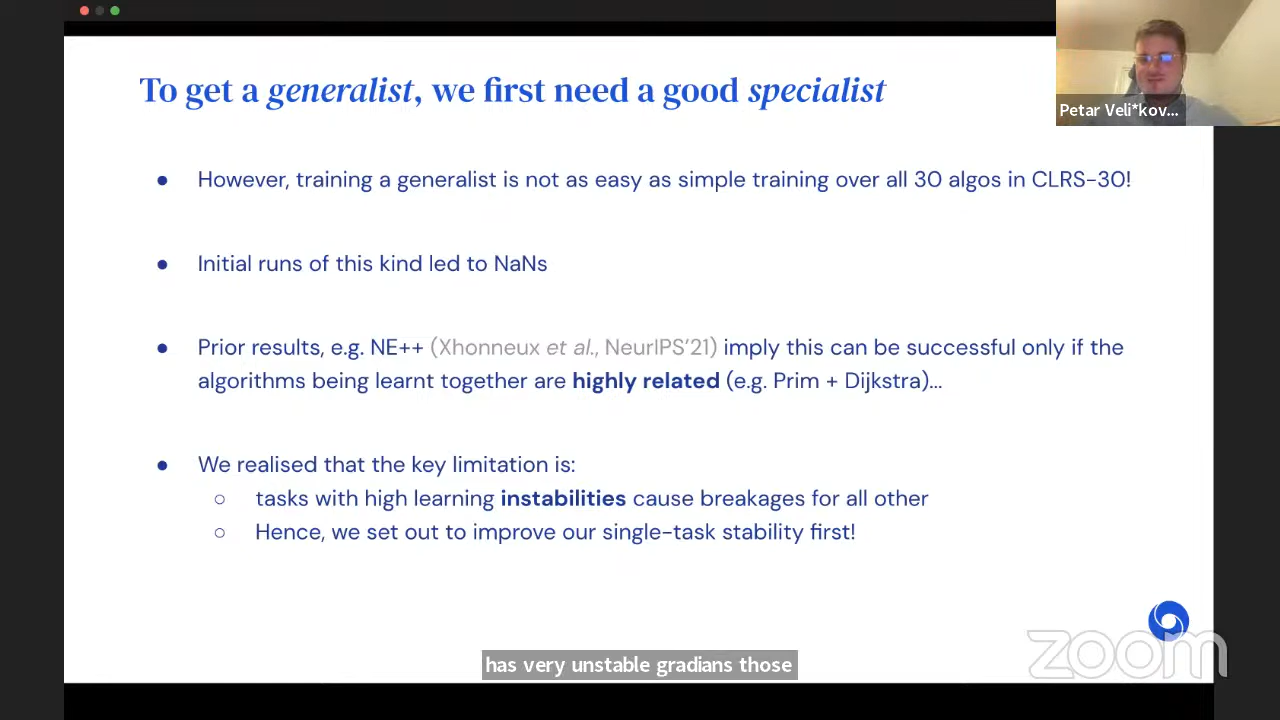 To get a generalist, we first need a good specialist
Petar Veli*kov...
● However, training a generalist is not as easy as simple training over all 30 algos in CLRS-30!
● Initial runs of this kind led to NaNs
● Prior results, e.g. NE++ (Xhonneux et al., NeurIPS'21) imply this can be successful only if the
algorithms being learnt together are highly related (e.g. Prim + Dijkstra)...
● We realised that the key limitation is:
○ tasks with high learning instabilities cause breakages for all other
○ Hence, we set out to improve our single-task stability first!
has very unstable gradians those
zoom